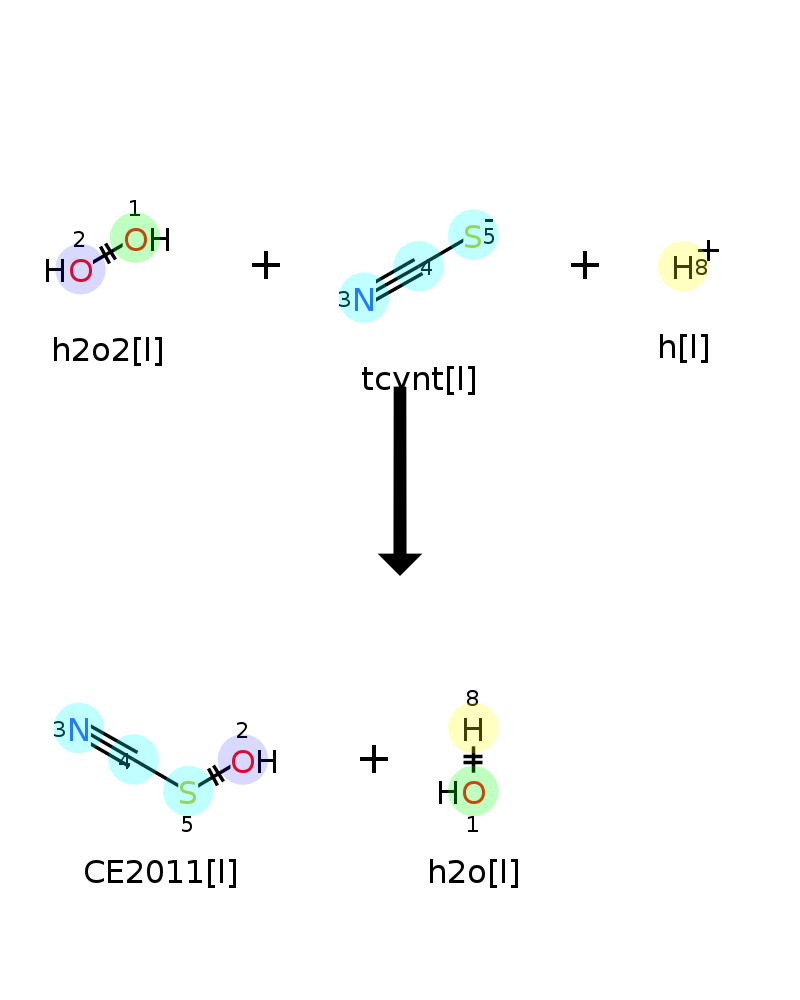 1
2
HO OH + N S- + H+
3 4 5 8
h2o2[l]
tcynt[l]
h[l]
8
3 N 2 H
4 S OH + HO
5 1
CE2011[l]
h2o[l]